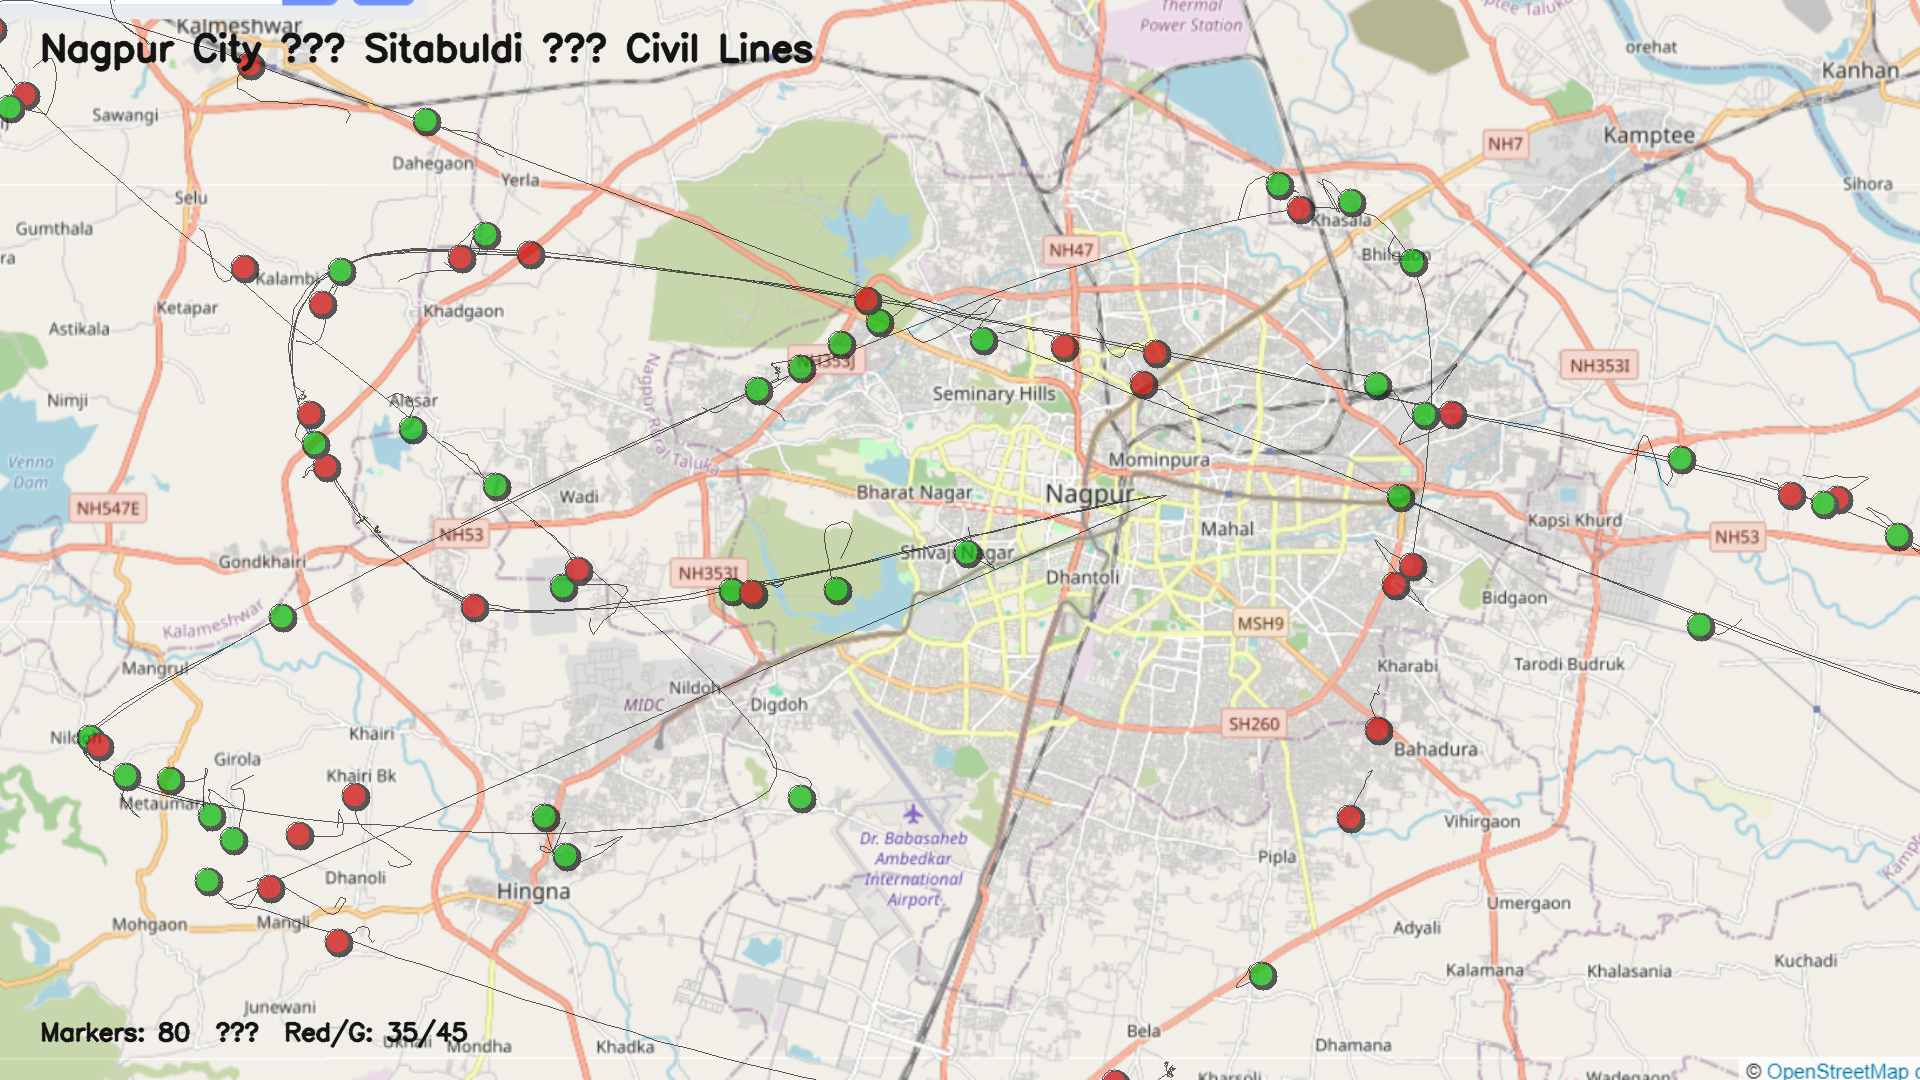 Kalmeshwar
Nagpur City ??? Sitabuldi ??? Civil Lines
Thermal
Power Station
orehat
Kanhan
Sawangi
NH7
Kamptee
Dahegaon
Yerla
Sihora
Selu
Gumthala
Khasala
NH47
Bhilgaon
Kalambi
Ketapar
Khadgaon
Astikala
NH353J
NH353I
Nagpur Rural Taluka
Seminary Hills
Nimji
Alesar
Mominpura
Venna
Dam
Wadi
Bharat Nagar
Nagpur
NH547E
Mahal
Kapsi Khurd
NH53
NH53
Gondkhairi
Shivaji Nagar
NH353I
Dhantoli
Bidgaon
Kalameshwar
MSH9
Mangrul
Kharabi
Tarodi Budruk
Nildoh
MIDC
Digdoh
SH260
Khairi
Bahadura
Girola
Khairi Bk
Vihirgaon
Dr. Babasaheb
Ambedkar
International
Airport
Pipla
Dhanoli
Hingna
Umergaon
Mohgaon
Mangli
Adyali
Kuchadi
Kalamana
Khalasania
Junewani
Markers: 80 ??? Red/G: 35/45
Bela
Mondha
Khadka
Dhamana
Kharsoli
Wadegaon
© OpenStreetMap